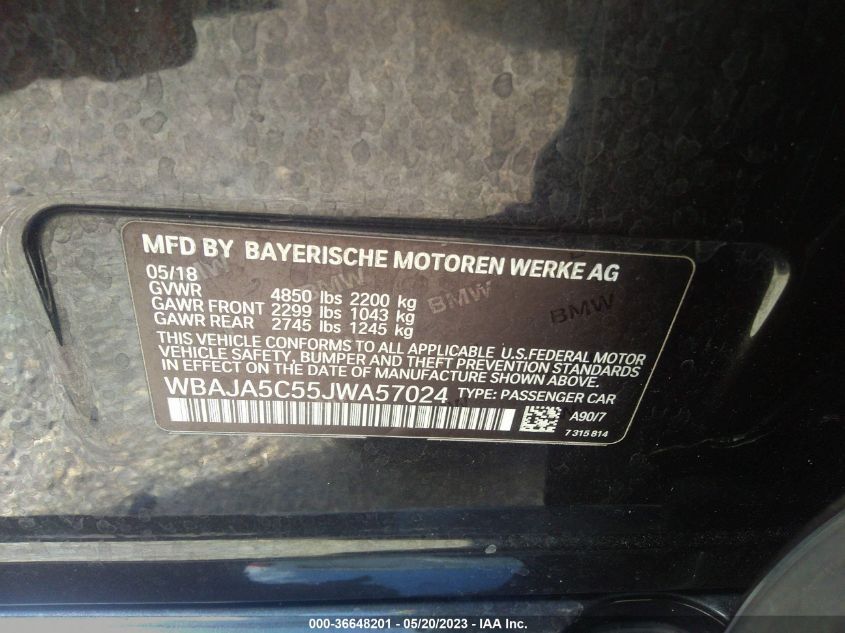 MFD BY BAYERISCHE MOTOREN WERKE AG
05/18
GVWR 4850 lbs 2200 kg
GAWR FRONT 2299 lbs 1043 kg
GAWR REAR 2745 lbs 1245 kg
BMW BMW BMW
THIS VEHICLE CONFORMS TO ALL APPLICABLE U.S.FEDERAL MOTOR
VEHICLE SAFETY, BUMPER AND THEFT PREVENTION STANDARDS
IN EFFECT ON THE DATE OF MANUFACTURE SHOWN ABOVE.
WBAJA5C55JWA57024 TYPE: PASSENGER CAR
A90/7
7 315 814
000-36648201 - 05/20/2023 - IAA Inc.